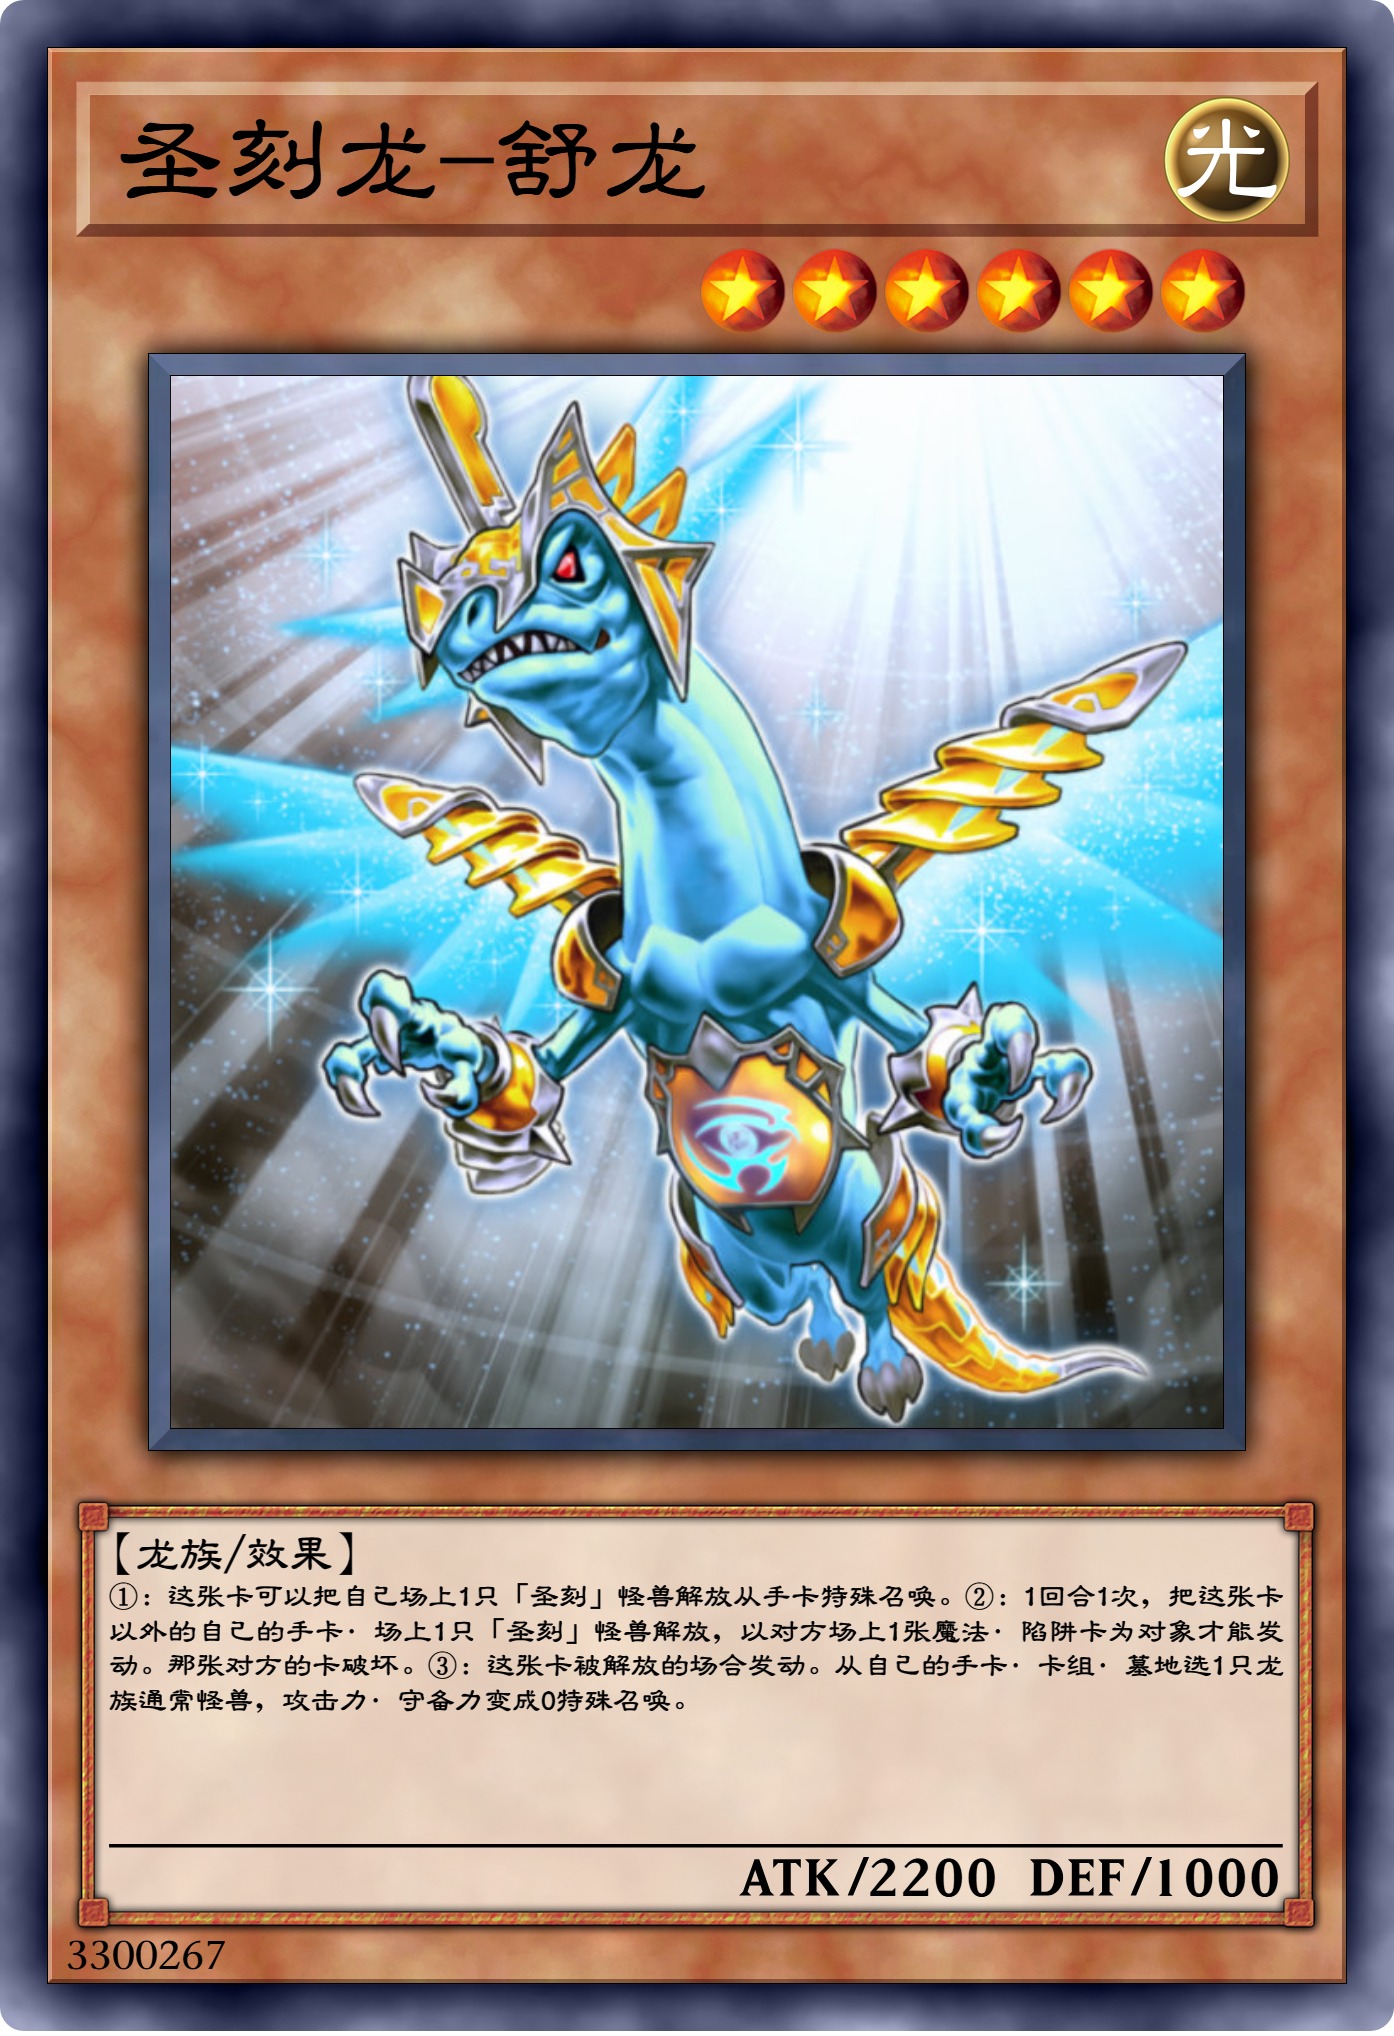 圣刻龙-舒龙
光
【龙族/效果】
①：这张卡可以把自己场上1只「圣刻」怪兽解放从手卡特殊召唤。②：1回合1次，把这张卡
以外的自己的手卡·场上1只「圣刻」怪兽解放，以对方场上1张魔法·陷阱卡为对象才能发
动。那张对方的卡破坏。③：这张卡被解放的场合发动。从自己的手卡·卡组·墓地选1只龙
族通常怪兽，攻击力·守备力变成0特殊召唤。
ATK/2200 DEF/1000
3300267